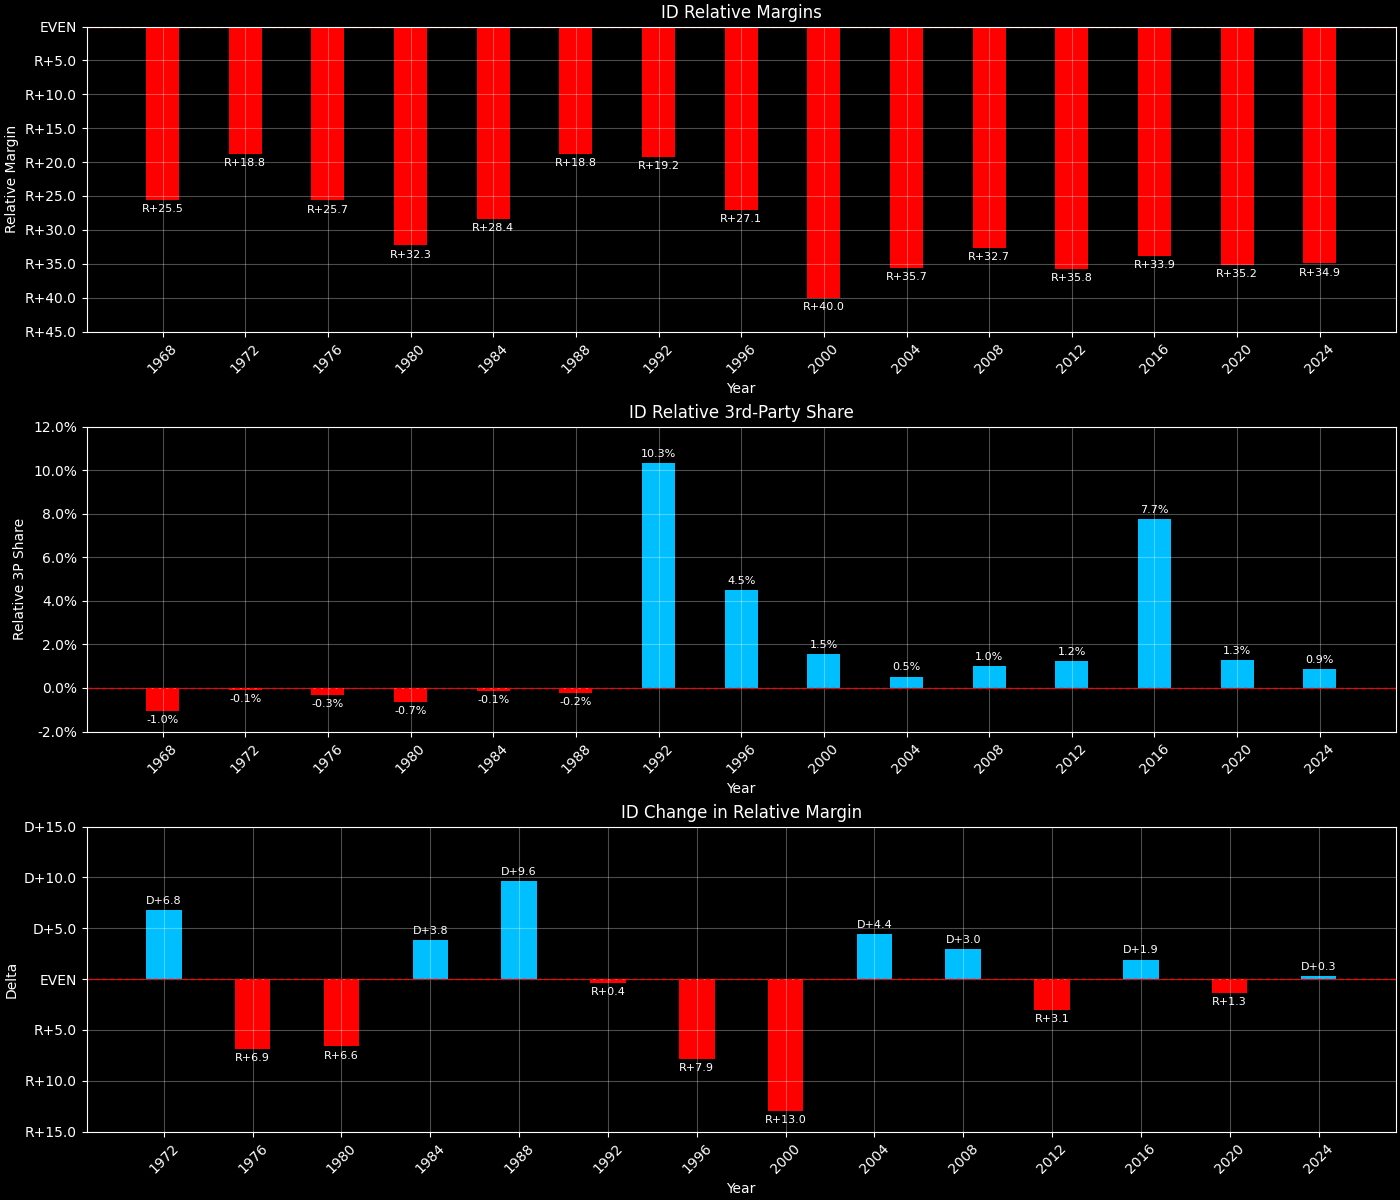 ID Relative Margins
EVEN
R+5.0
R+10.0
R+15.0
R+20.0
R+25.0
R+30.0
R+35.0
R+40.0
R+45.0
Relative Margin
R+25.5
R+18.8
R+25.7
R+32.3
R+28.4
R+18.8
R+19.2
R+27.1
R+40.0
R+35.7
R+32.7
R+35.8
R+33.9
R+35.2
R+34.9
1968
1972
1976
1980
1984
1988
1992
1996
2000
2004
2008
2012
2016
2020
2024
Year
ID Relative 3rd-Party Share
12.0%
10.0%
8.0%
6.0%
4.0%
2.0%
0.0%
-2.0%
Relative 3P Share
-1.0%
-0.1%
-0.3%
-0.7%
-0.1%
-0.2%
10.3%
4.5%
1.5%
0.5%
1.0%
1.2%
7.7%
1.3%
0.9%
1968
1972
1976
1980
1984
1988
1992
1996
2000
2004
2008
2012
2016
2020
2024
Year
ID Change in Relative Margin
D+15.0
D+10.0
D+5.0
EVEN
R+5.0
R+10.0
R+15.0
Delta
D+6.8
R+6.9
R+6.6
D+3.8
D+9.6
R+0.4
R+7.9
R+13.0
D+4.4
D+3.0
R+3.1
D+1.9
R+1.3
D+0.3
1972
1976
1980
1984
1988
1992
1996
2000
2004
2008
2012
2016
2020
2024
Year